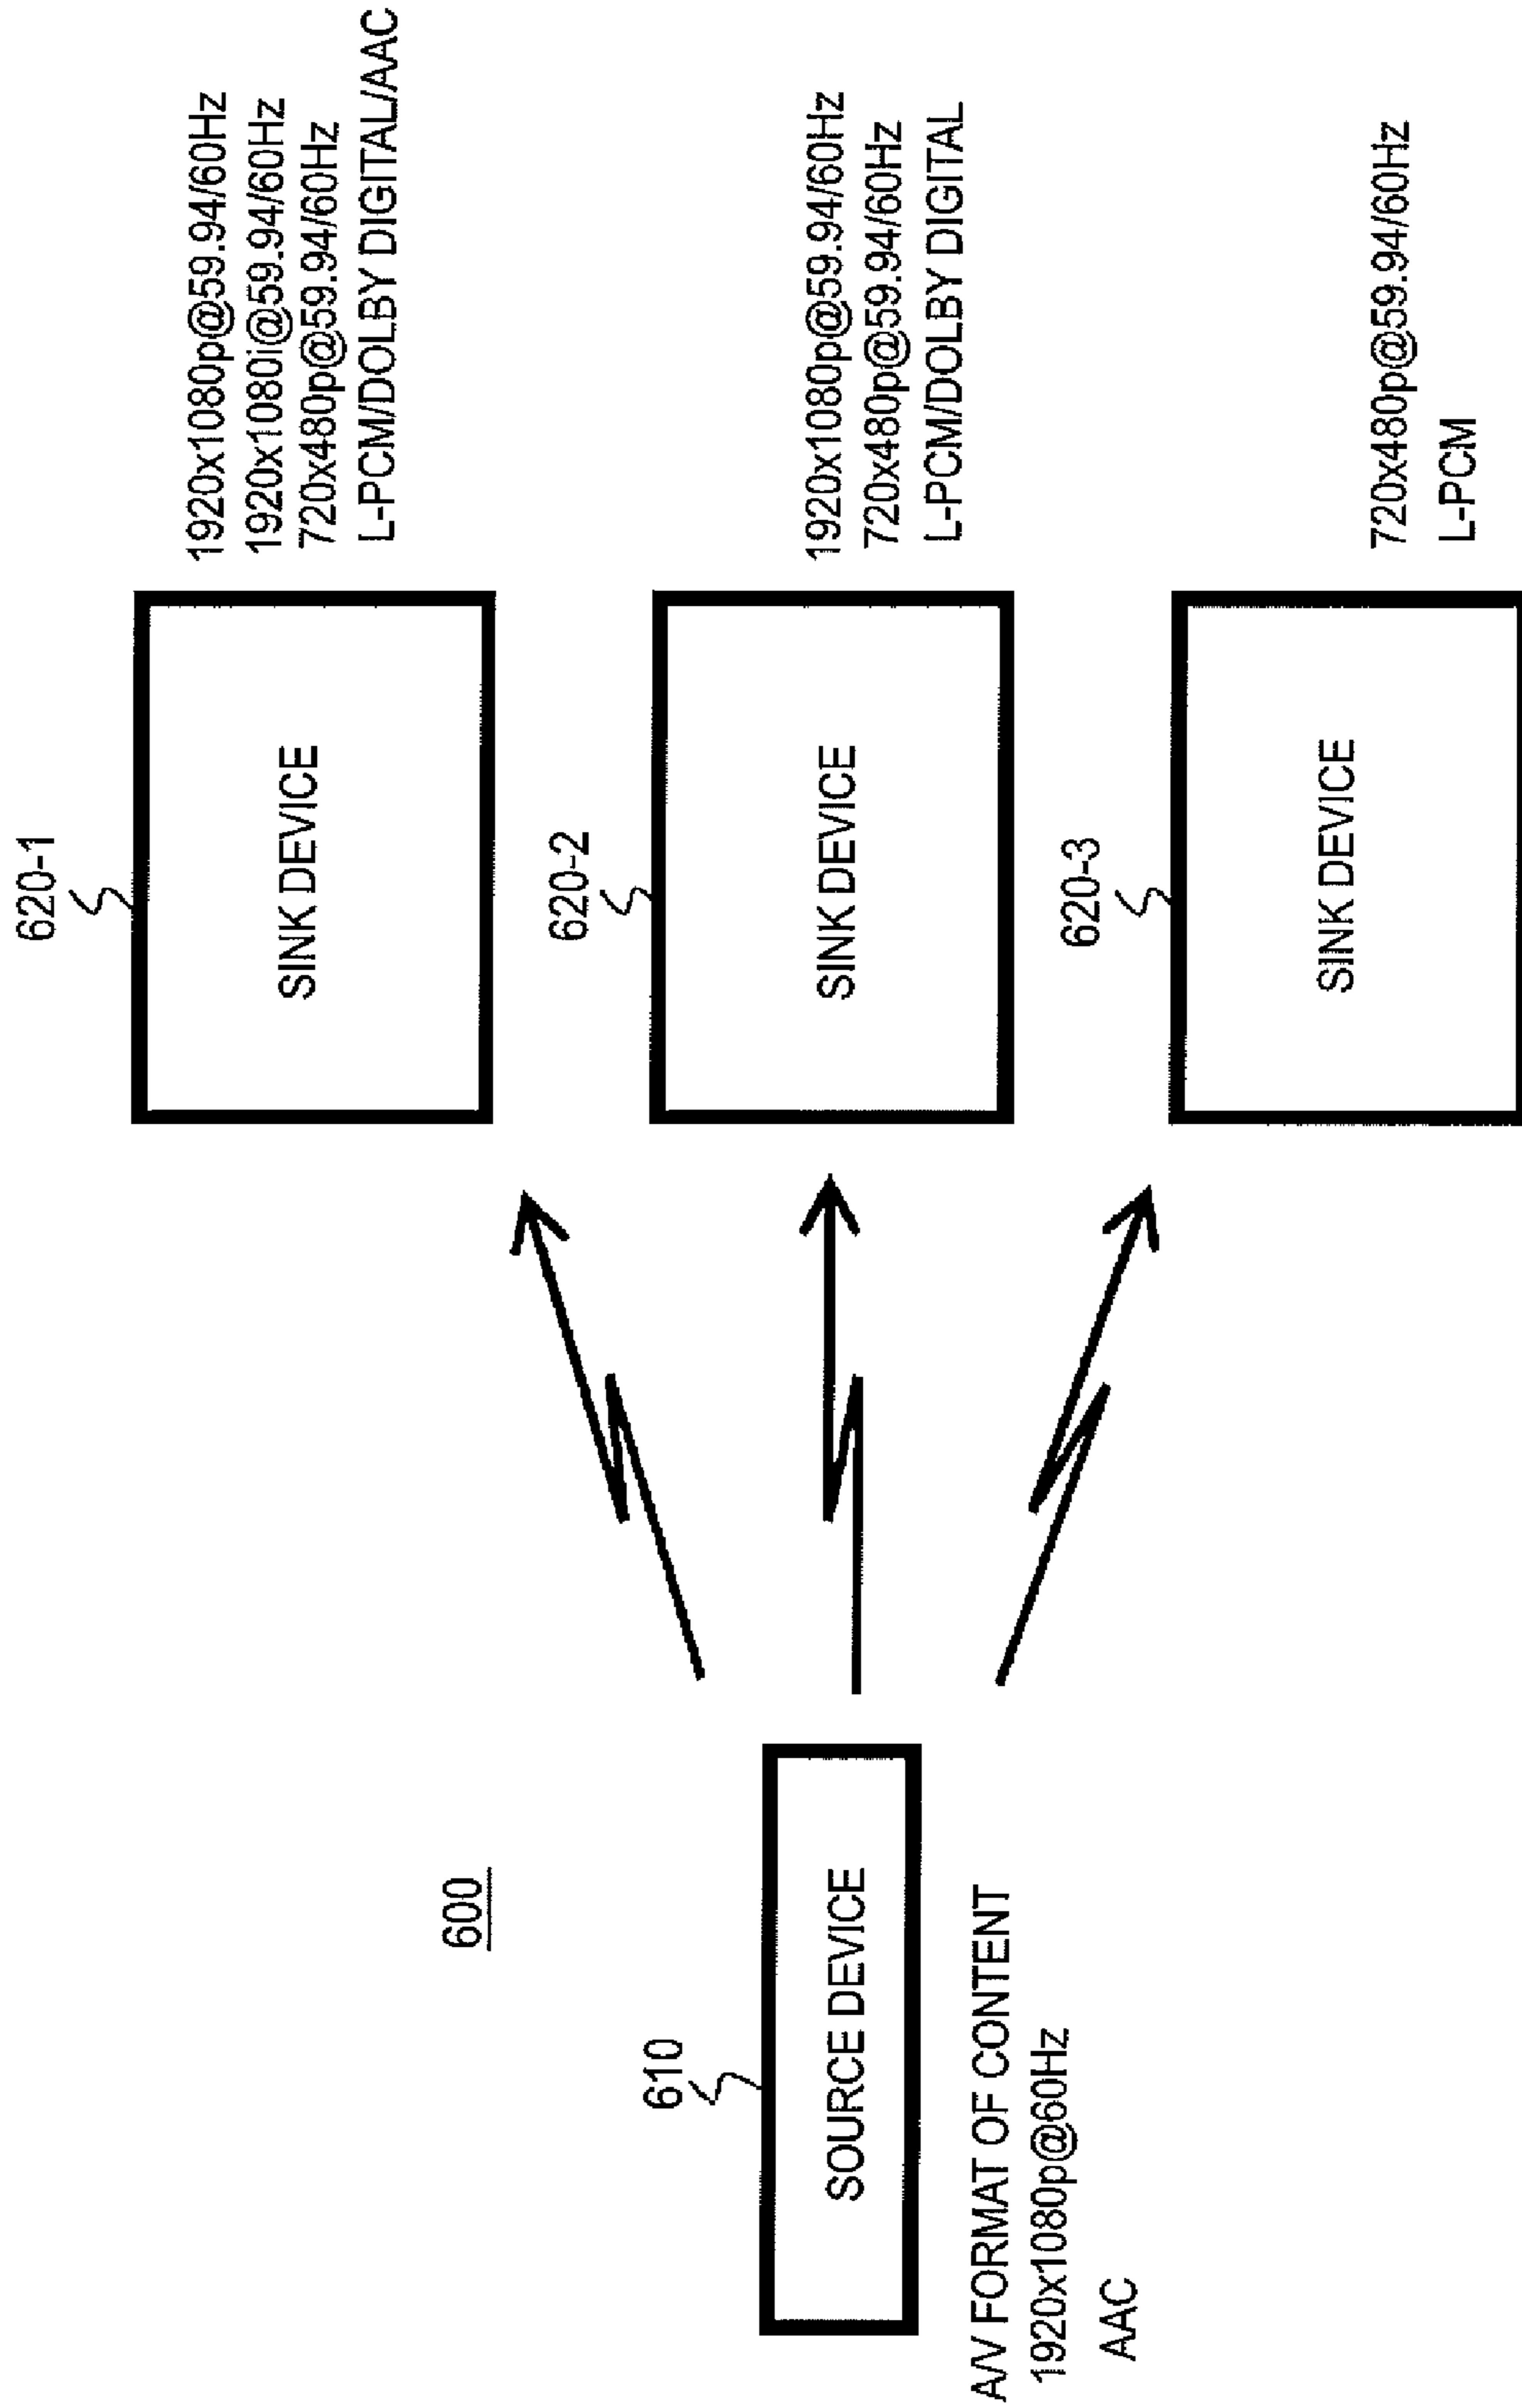 600
610
SOURCE DEVICE
A/V FORMAT OF CONTENT
1920x1080p@60Hz
AAC
620-1
SINK DEVICE
1920x1080p@59.94/60Hz
1920x1080i@59.94/60Hz
720x480p@59.94/60Hz
L-PCM/DOLBY DIGITAL/AAC
620-2
SINK DEVICE
1920x1080p@59.94/60Hz
720x480p@59.94/60Hz
L-PCM/DOLBY DIGITAL
620-3
SINK DEVICE
720x480p@59.94/60Hz
L-PCM